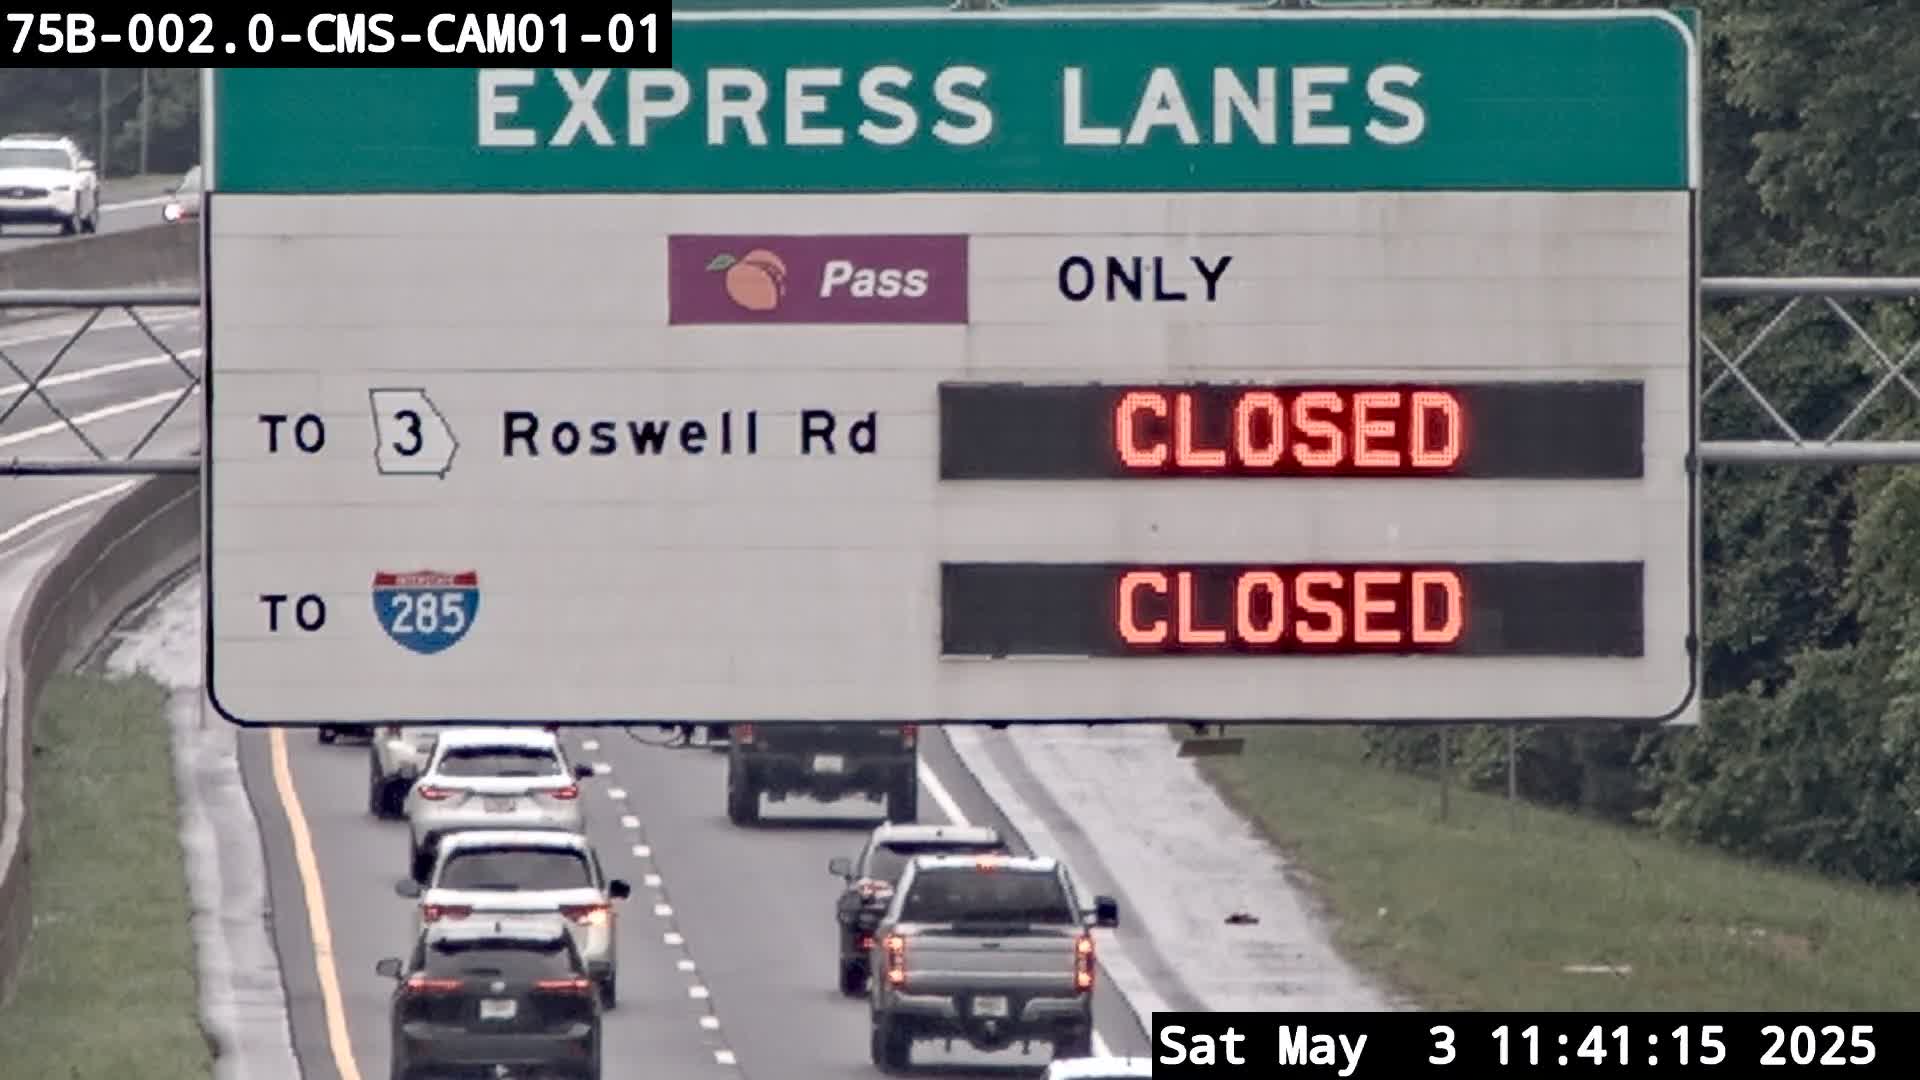 75B-002.0-CMS-CAM01-01
EXPRESS LANES
Pass ONLY
TO 3 Roswell Rd CLOSED
INTERSTATE
TO 285 CLOSED
Sat May 3 11:41:15 2025